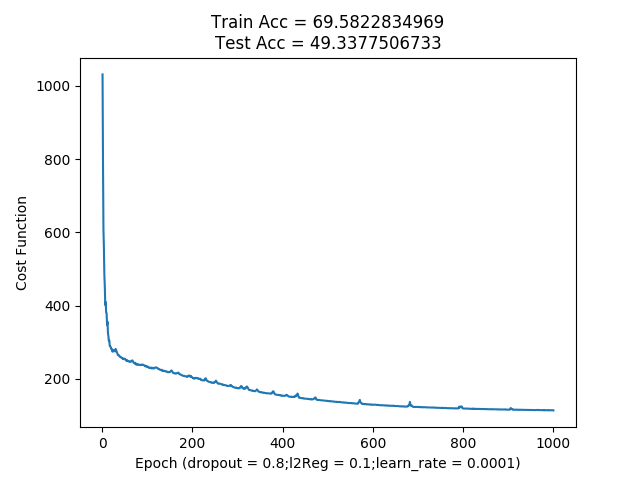 Train Acc = 69.5822834969
Test Acc = 49.3377506733
1000
800
600
400
200
Cost Function
0 200 400 600 800 1000
Epoch (dropout = 0.8;l2Reg = 0.1;learn_rate = 0.0001)